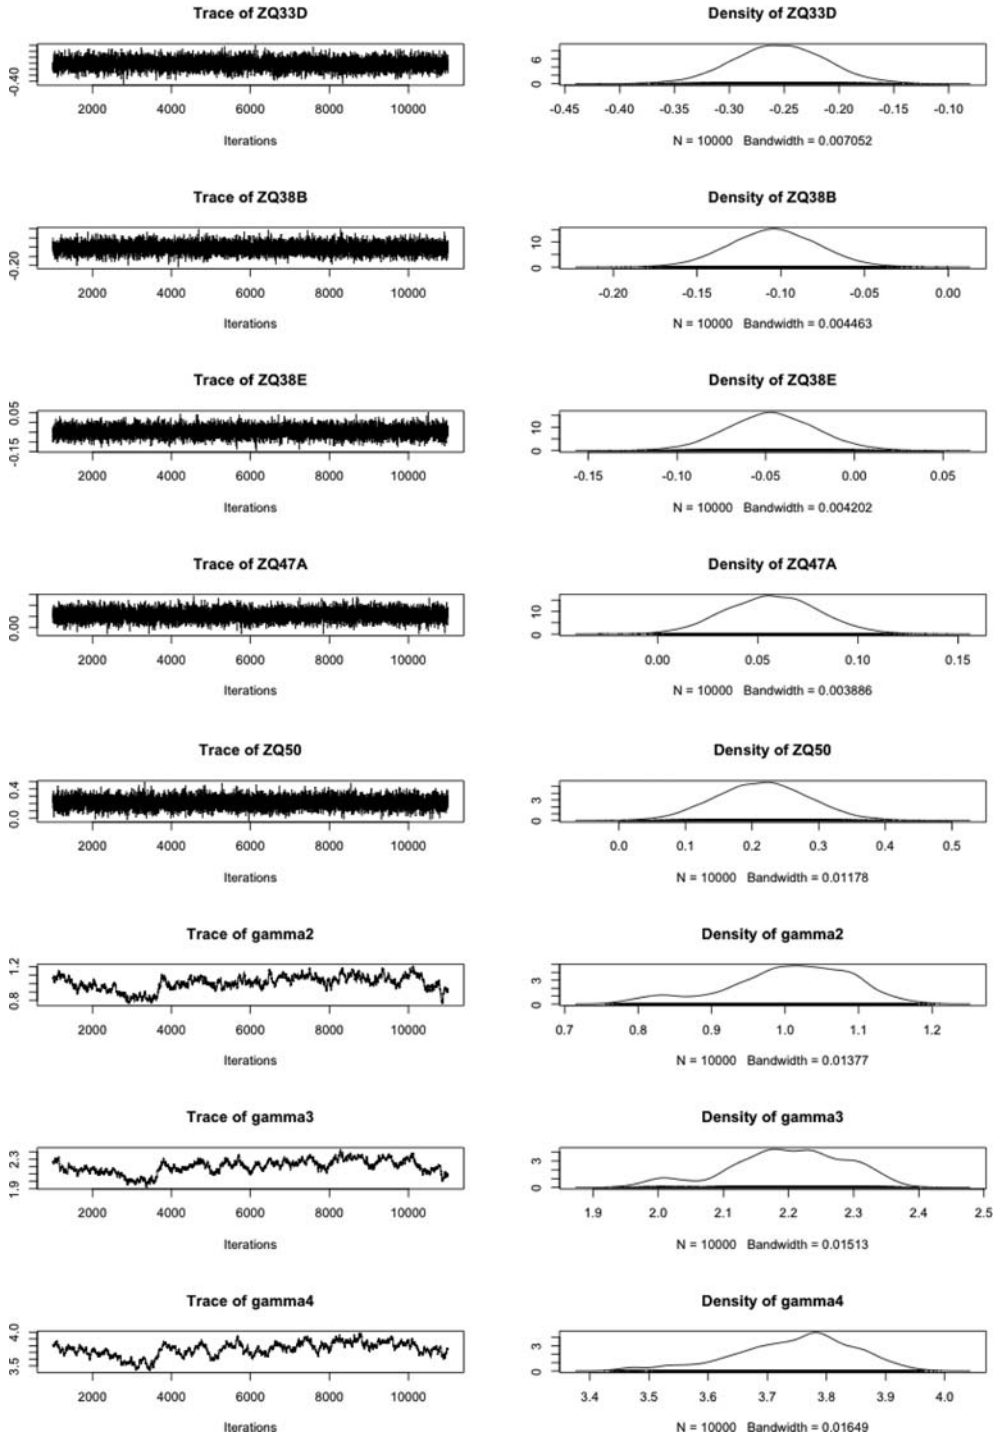 Trace of ZQ33D
Density of ZQ33D
-0.40
0 6
2000 4000 6000 8000 10000
-0.45 -0.40 -0.35 -0.30 -0.25 -0.20 -0.15 -0.10
Iterations
N = 10000 Bandwidth = 0.007052
Trace of ZQ38B
Density of ZQ38B
-0.20
0 10
2000 4000 6000 8000 10000
-0.20 -0.15 -0.10 -0.05 0.00
Iterations
N = 10000 Bandwidth = 0.004463
Trace of ZQ38E
Density of ZQ38E
-0.15 0.05
0 10
2000 4000 6000 8000 10000
-0.15 -0.10 -0.05 0.00 0.05
Iterations
N = 10000 Bandwidth = 0.004202
Trace of ZQ47A
Density of ZQ47A
0.00
0 10
2000 4000 6000 8000 10000
0.00 0.05 0.10 0.15
Iterations
N = 10000 Bandwidth = 0.003886
Trace of ZQ50
Density of ZQ50
0.0 0.4
0 3
2000 4000 6000 8000 10000
0.0 0.1 0.2 0.3 0.4 0.5
Iterations
N = 10000 Bandwidth = 0.01178
Trace of gamma2
Density of gamma2
0.8 1.2
0 3
2000 4000 6000 8000 10000
0.7 0.8 0.9 1.0 1.1 1.2
Iterations
N = 10000 Bandwidth = 0.01377
Trace of gamma3
Density of gamma3
1.9 2.3
0 3
2000 4000 6000 8000 10000
1.9 2.0 2.1 2.2 2.3 2.4 2.5
Iterations
N = 10000 Bandwidth = 0.01513
Trace of gamma4
Density of gamma4
3.5 4.0
0 3
2000 4000 6000 8000 10000
3.4 3.5 3.6 3.7 3.8 3.9 4.0
Iterations
N = 10000 Bandwidth = 0.01649